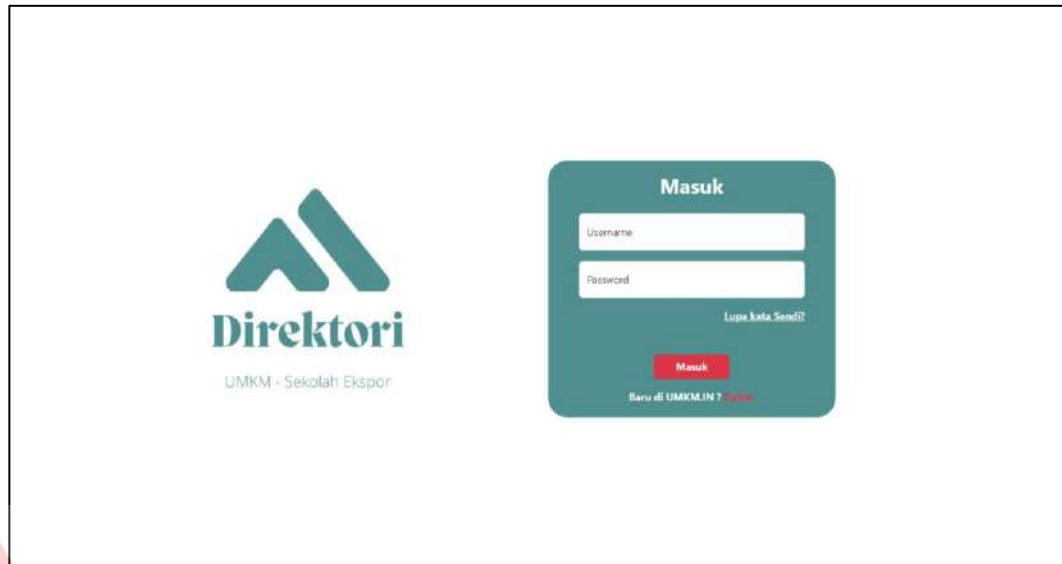 Direktori
UMKM - Sekolah Ekspor
Masuk
Username
Password
Lupa kata Sandi?
Masuk
Baru di UMKM.IN ?